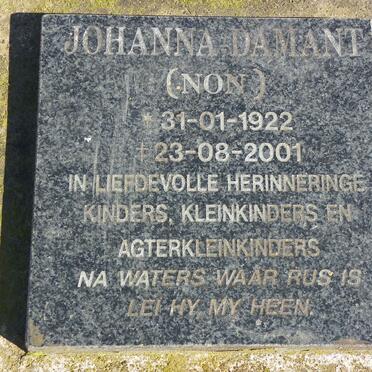 JOHANNA DAMANT
(NON)
* 31-01-1922
+ 23-08-2001
IN LIEFDEVOLLE HERINNERINGE
KINDERS, KLEINKINDERS EN
AGTERKLEINKINDERS
NA WATERS WAAR RUS IS
LEI HY MY HEEN.